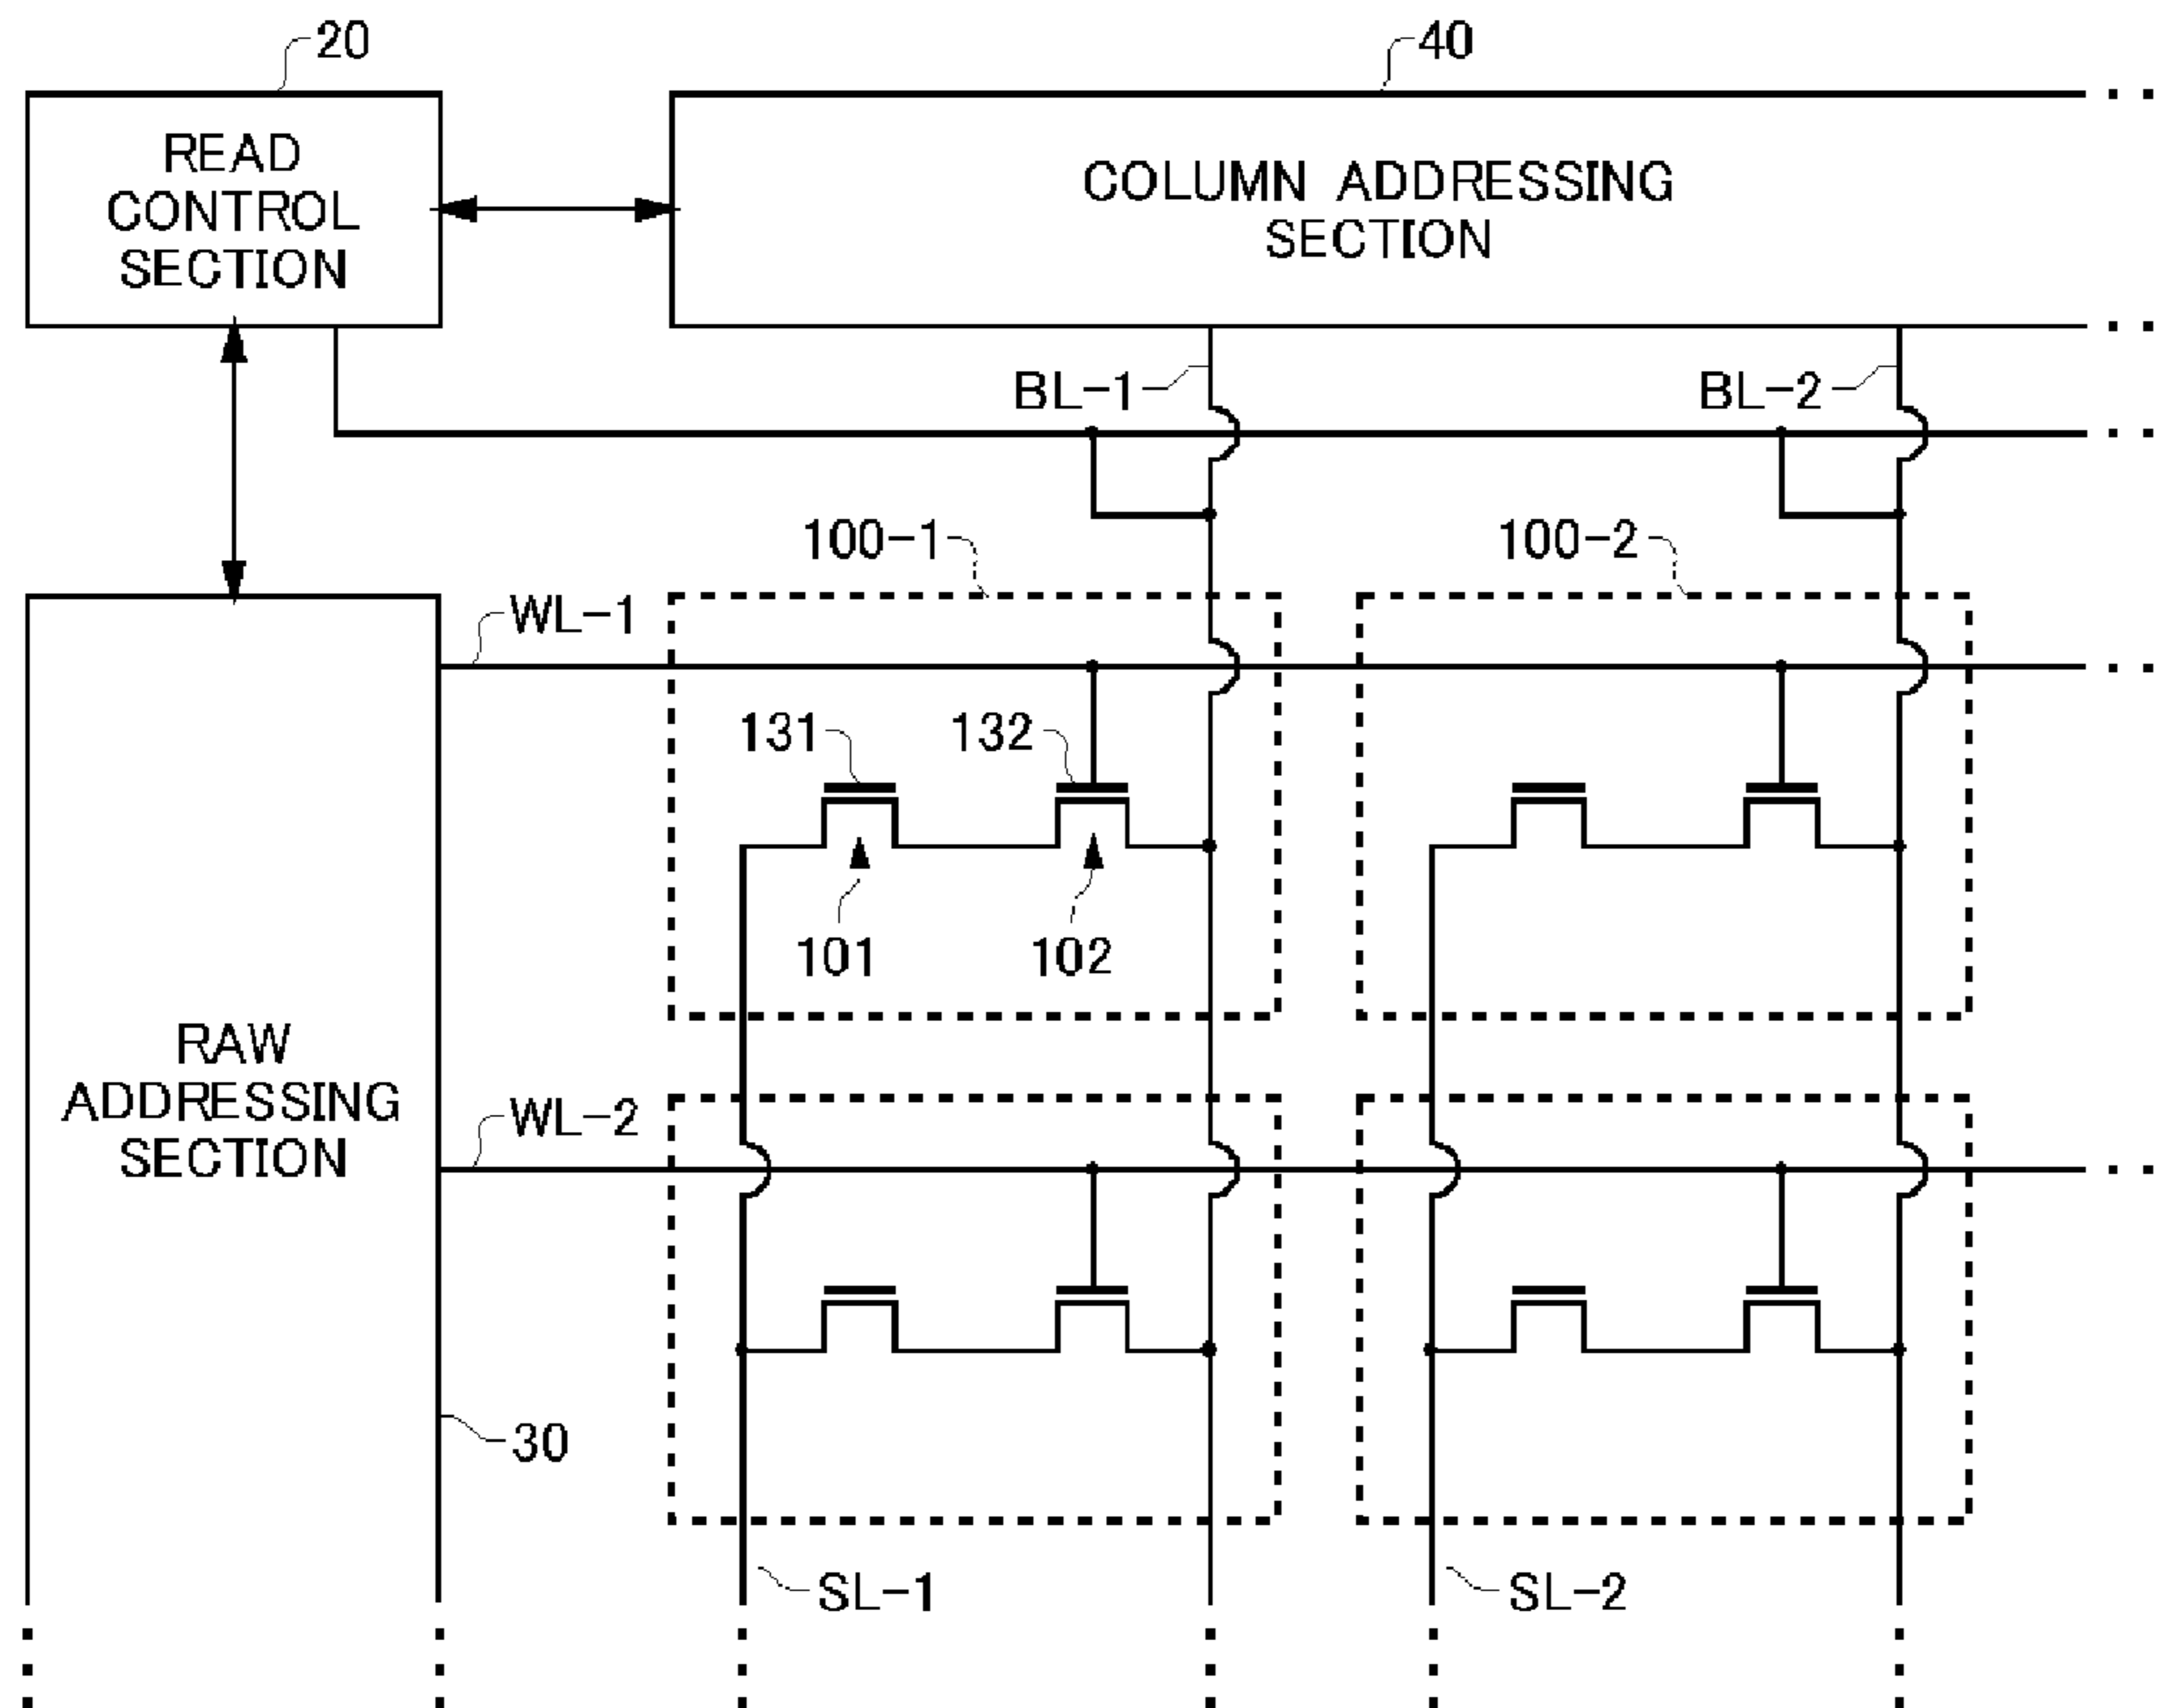 20
40
READ
CONTROL
SECTION
COLUMN ADDRESSING
SECTION
BL-1
BL-2
100-1
100-2
WL-1
131
132
101
102
RAW
ADDRESSING
SECTION
WL-2
30
SL-1
SL-2